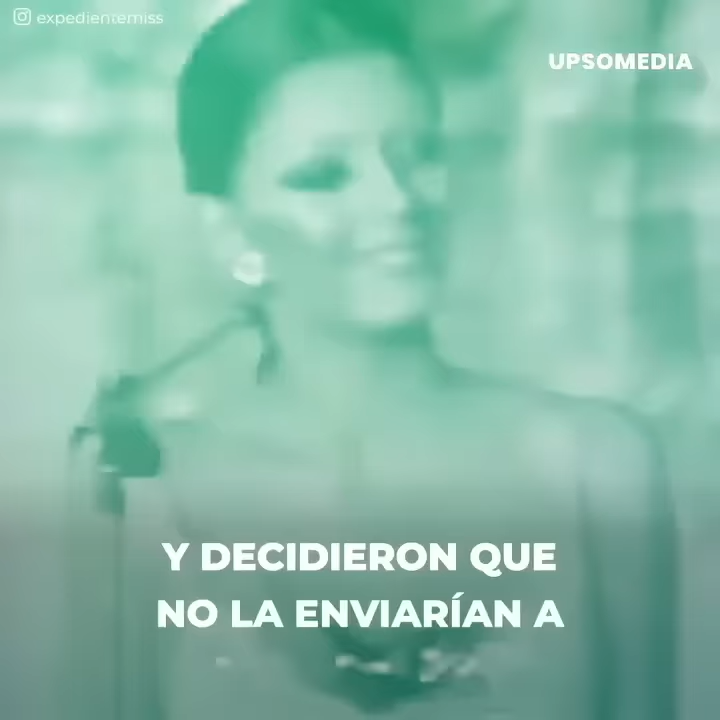 expedientemiss
UPSOMEDIA
Y DECIDIERON QUE
NO LA ENVIARÍAN A